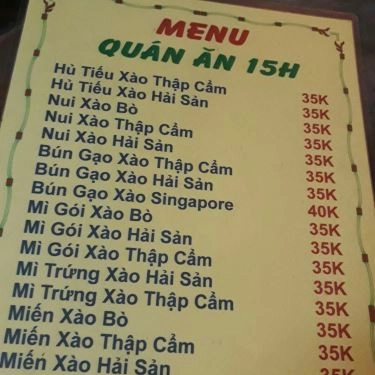 MENU
QUÁN ĂN 15H
Hủ Tiếu Xào Thập Cẩm 35K
Hủ Tiếu Xào Hải Sản 35K
Nui Xào Bò 35K
Nui Xào Thập Cẩm 35K
Nui Xào Hải Sản 35K
Bún Gạo Xào Thập Cẩm 35K
Bún Gạo Xào Hải Sản 35K
Bún Gạo Xào Singapore 40K
Mì Gói Xào Bò 35K
Mì Gói Xào Hải Sản 35K
Mì Gói Xào Thập Cẩm 35K
Mì Trứng Xào Hải Sản 35K
Mì Trứng Xào Thập Cẩm 35K
Miến Xào Bò 35K
Miến Xào Thập Cẩm 35K
Miến Xào Hải Sản 35K